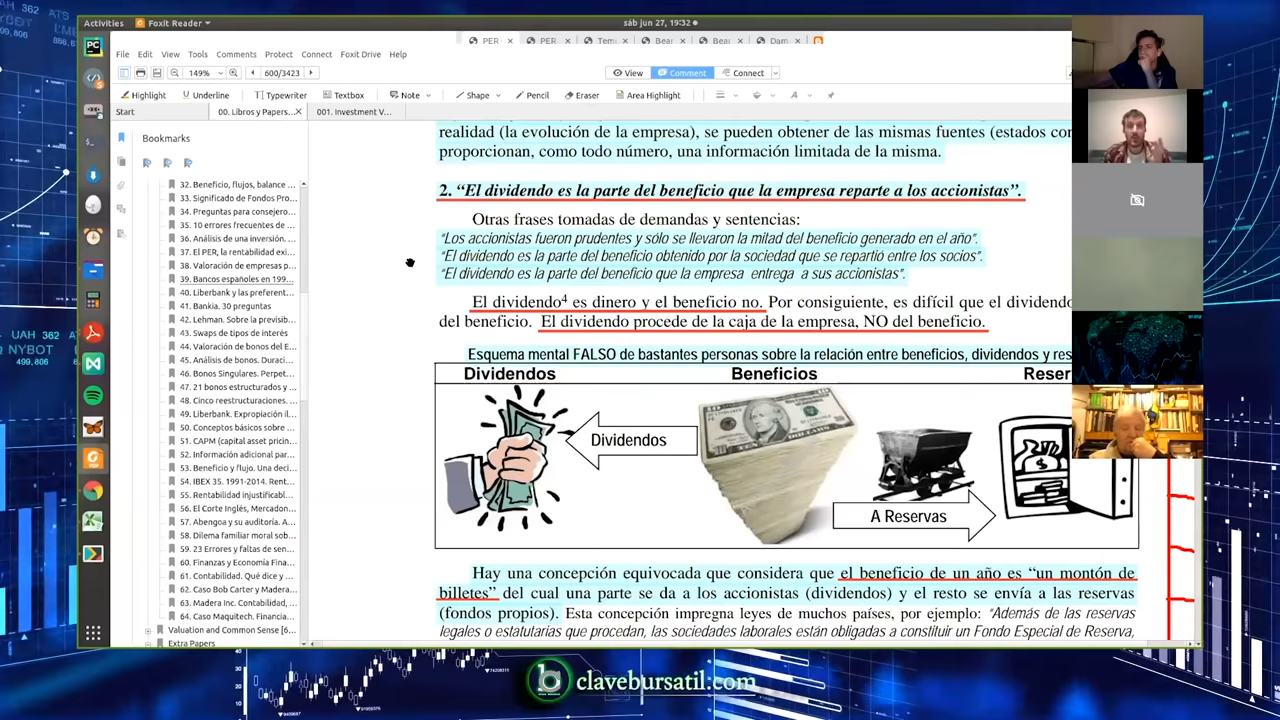 Activities
Foxit Reader
sáb jun 27, 19:32
PER
PER
Tem
Bear
Bear
Dam
File Edit View Tools Comments Protect Connect Foxit Drive Help
149%
600/3423
View
Comment
Connect
Highlight Underline Typewriter Textbox Note Shape Pencil Eraser Area Highlight
Start
00. Libros y Papers...
001. Investment V...
Bookmarks
32. Beneficio, flujos, balance ...
33. Significado de Fondos Pro...
34. Preguntas para consejero...
35. 10 errores frecuentes de ...
36. Análisis de una inversión. ...
37. El PER, la rentabilidad exi...
38. Valoración de empresas p...
39. Bancos españoles en 199...
40. Liberbank y las preferent...
41. Bankia. 30 preguntas
42. Lehman. Sobre la previsib...
43. Swaps de tipos de interés
44. Valoración de bonos del E...
45. Análisis de bonos. Duraci...
46. Bonos Singulares. Perpet...
47. 21 bonos estructurados y ...
48. Cinco reestructuraciones. ...
49. Liberbank. Expropiación il...
50. Conceptos básicos sobre ...
51. CAPM (capital asset pricin...
52. Información adicional par...
53. Beneficio y flujo. Una deci...
54. IBEX 35. 1991-2014. Rent...
55. Rentabilidad injustificabl...
56. El Corte Inglés, Mercadon...
57. Abengoa y su auditoría. A...
58. Dilema familiar moral sob...
59. 23 Errores y faltas de sen...
60. Finanzas y Economía Fina...
61. Contabilidad. Qué dice y ...
62. Caso Bob Carter y Madera...
63. Madera Inc. Contabilidad, ...
64. Caso Maquitech. Financia...
Valuation and Common Sense [6...
Extra Papers
realidad (la evolución de la empresa), se pueden obtener de las mismas fuentes (estados con
proporcionan, como todo número, una información limitada de la misma.
2. “El dividendo es la parte del beneficio que la empresa reparte a los accionistas”.
Otras frases tomadas de demandas y sentencias:
“Los accionistas fueron prudentes y sólo se llevaron la mitad del beneficio generado en el año”.
“El dividendo es la parte del beneficio obtenido por la sociedad que se repartió entre los socios”.
“El dividendo es la parte del beneficio que la empresa entrega a sus accionistas”.
El dividendo4 es dinero y el beneficio no. Por consiguiente, es difícil que el dividendo
del beneficio. El dividendo procede de la caja de la empresa, NO del beneficio.
Esquema mental FALSO de bastantes personas sobre la relación entre beneficios, dividendos y res
Dividendos Beneficios Reser
Dividendos
A Reservas
Hay una concepción equivocada que considera que el beneficio de un año es “un montón de
billetes” del cual una parte se da a los accionistas (dividendos) y el resto se envía a las reservas
(fondos propios). Esta concepción impregna leyes de muchos países, por ejemplo: “Además de las reservas
legales o estatutarias que procedan, las sociedades laborales están obligados a constituir un Fondo Especial de Reserva,
clavebursatil.com